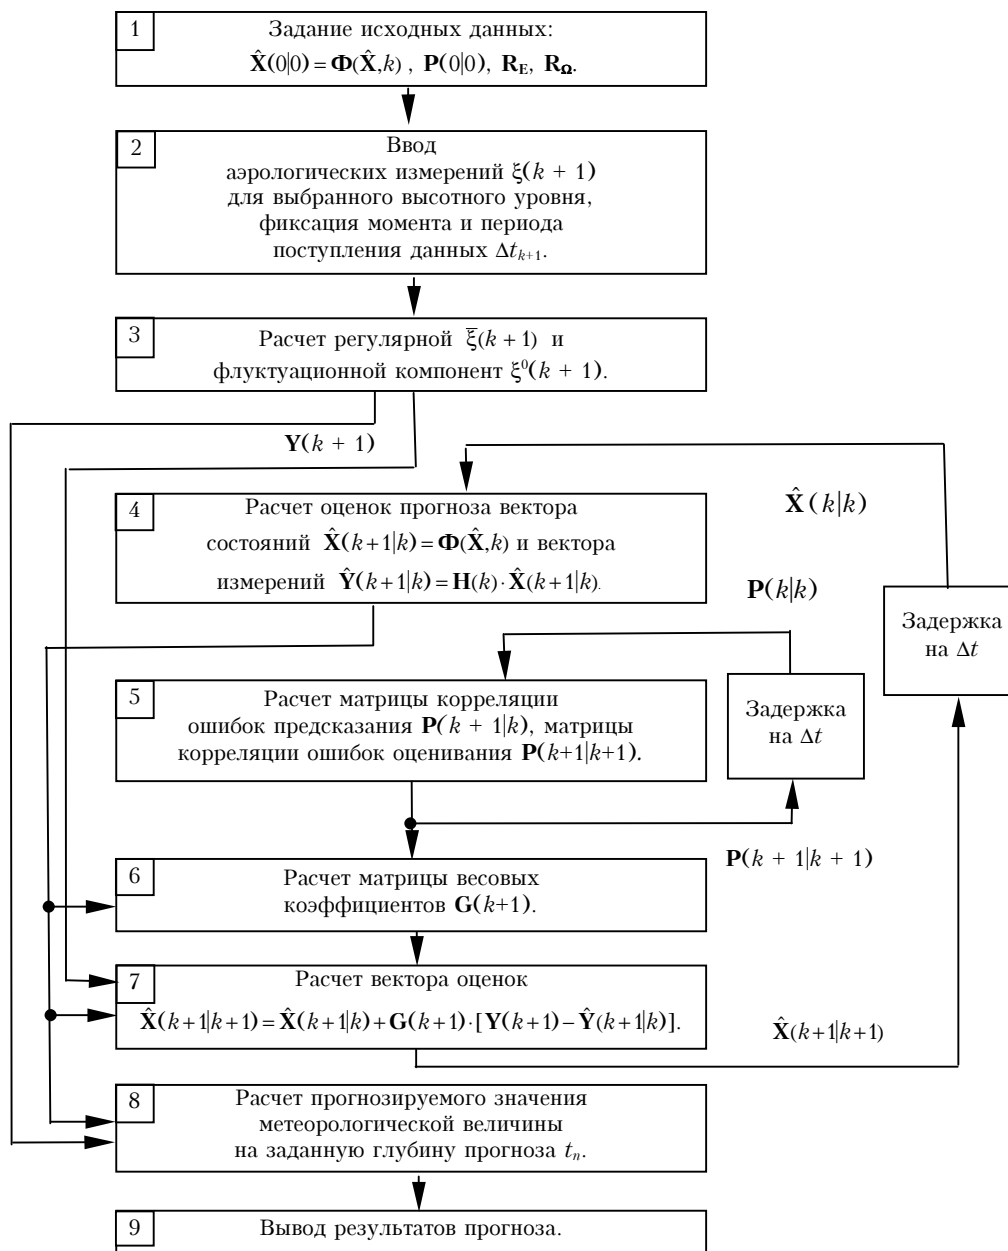 1
Задание исходных данных:
X̂(0|0) = Φ(X̂,k) , P(0|0), R_E, R_Ω.
2
Ввод
аэрологических измерений ξ(k + 1)
для выбранного высотного уровня,
фиксация момента и периода
поступления данных Δt_{k+1}.
3
Расчет регулярной ξ̅(k + 1) и
флуктуационной компонент ξ⁰(k + 1).
Y(k + 1)
4
Расчет оценок прогноза вектора
состояний X̂(k+1|k) = Φ(X̂,k) и вектора
измерений Ŷ(k+1|k) = H(k) · X̂(k+1|k).
X̂(k|k)
P(k|k)
Задержка
на Δt
5
Расчет матрицы корреляции
ошибок предсказания P(k + 1|k), матрицы
корреляции ошибок оценивания P(k+1|k+1).
Задержка
на Δt
P(k + 1|k + 1)
6
Расчет матрицы весовых
коэффициентов G(k+1).
7
Расчет вектора оценок
X̂(k+1|k+1) = X̂(k+1|k) + G(k+1) · [Y(k+1) − Ŷ(k+1|k)].
X̂(k+1|k+1)
8
Расчет прогнозируемого значения
метеорологической величины
на заданную глубину прогноза t_n.
9
Вывод результатов прогноза.